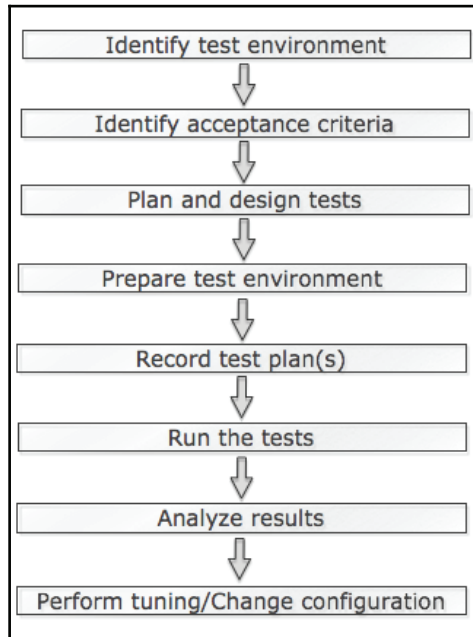 Identify test environment
Identify acceptance criteria
Plan and design tests
Prepare test environment
Record test plan(s)
Run the tests
Analyze results
Perform tuning/Change configuration